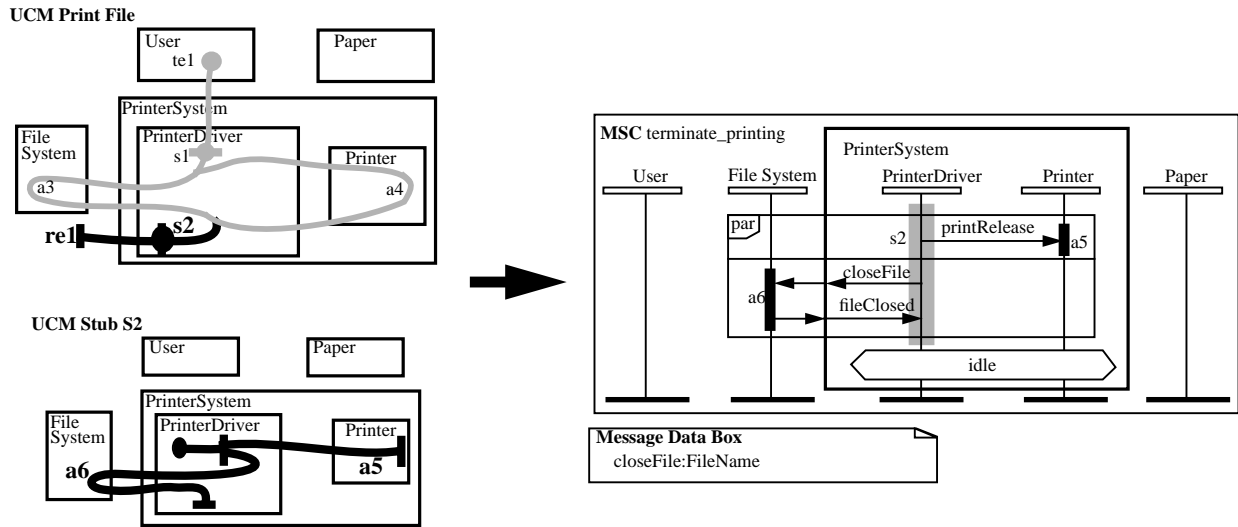 UCM Print File
User
te1
Paper
PrinterSystem
File
System
PrinterDriver
s1
Printer
a3
a4
re1
s2
UCM Stub S2
User
Paper
PrinterSystem
File
System
PrinterDriver
Printer
a6
a5
MSC terminate_printing
PrinterSystem
User
File System
PrinterDriver
Printer
Paper
par
s2
printRelease
a5
closeFile
a6
fileClosed
idle
Message Data Box
closeFile:FileName